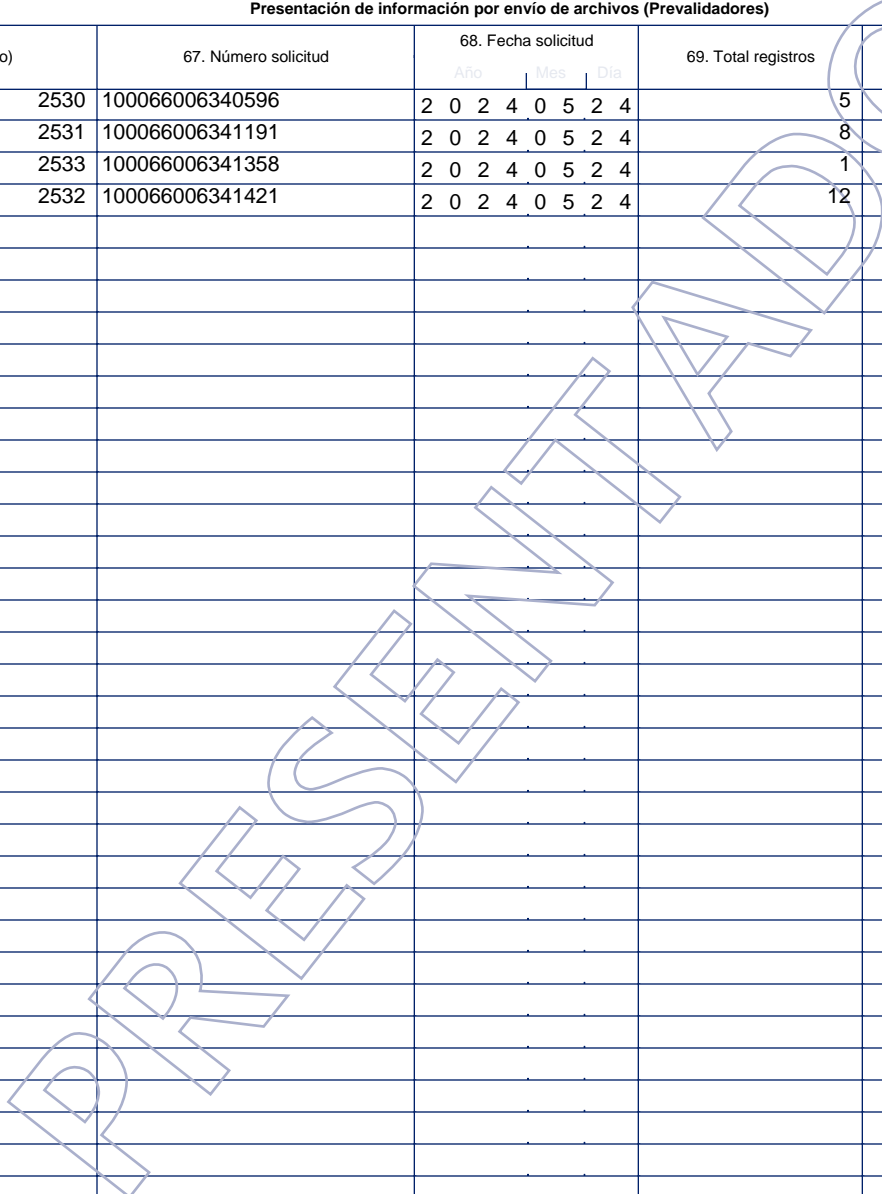 Presentación de información por envío de archivos (Prevalidadores)
o) 67. Número solicitud 68. Fecha solicitud 69. Total registros
Año Mes Día
2530 100066006340596 2 0 2 4 0 5 2 4 5
2531 100066006341191 2 0 2 4 0 5 2 4 8
2533 100066006341358 2 0 2 4 0 5 2 4 1
2532 100066006341421 2 0 2 4 0 5 2 4 12
PRESENTADO